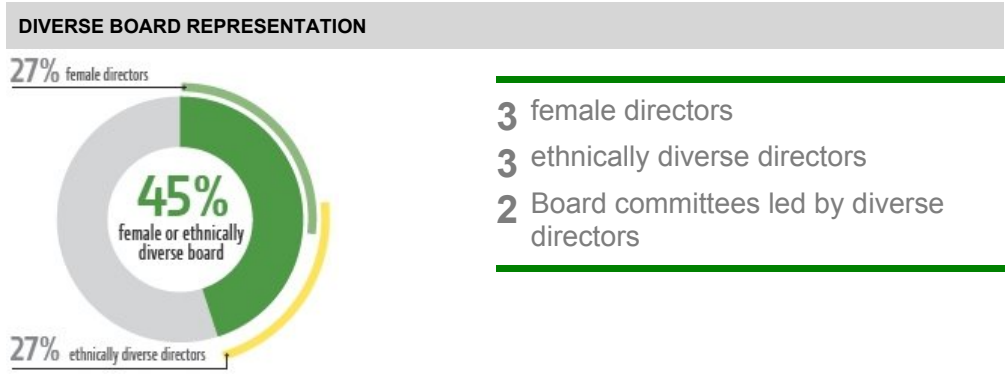 DIVERSE BOARD REPRESENTATION
27% female directors
45%
female or ethnically
diverse board
27% ethnically diverse directors
3 female directors
3 ethnically diverse directors
2 Board committees led by diverse
directors